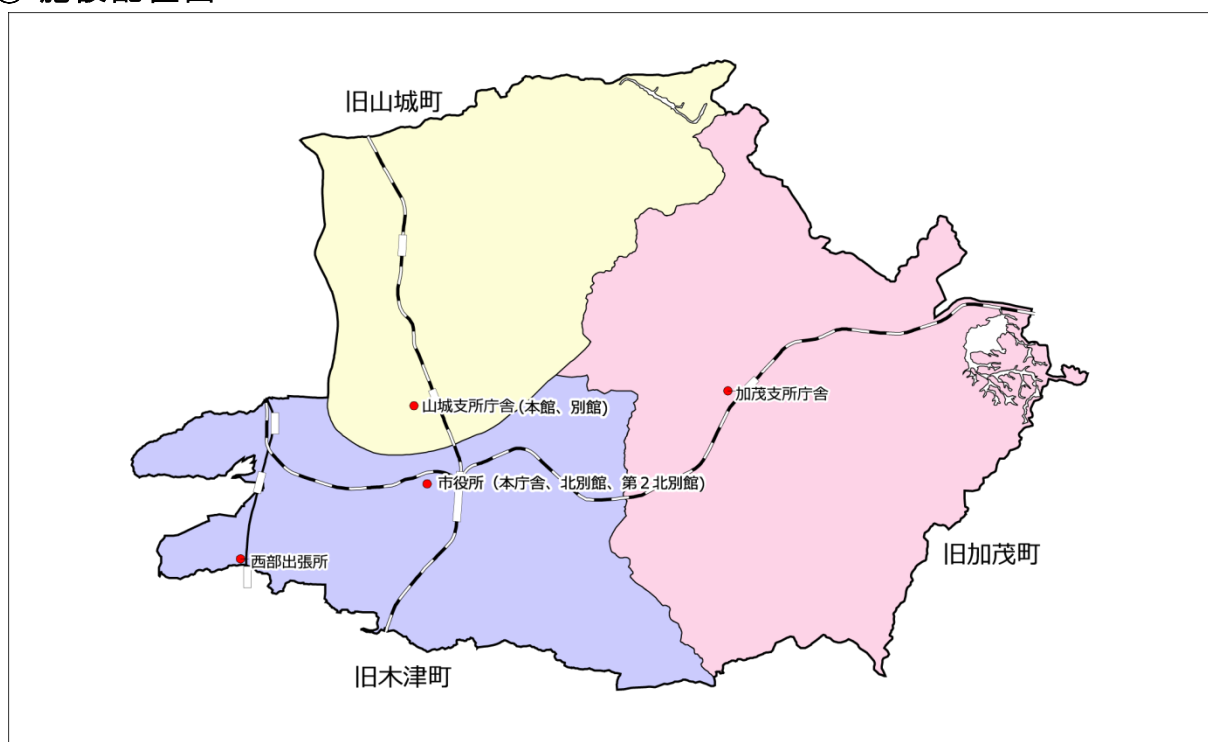 旧山城町
山城支所庁舎(本館、別館)
加茂支所庁舎
市役所（本庁舎、北別館、第２北別館)
西部出張所
旧加茂町
旧木津町